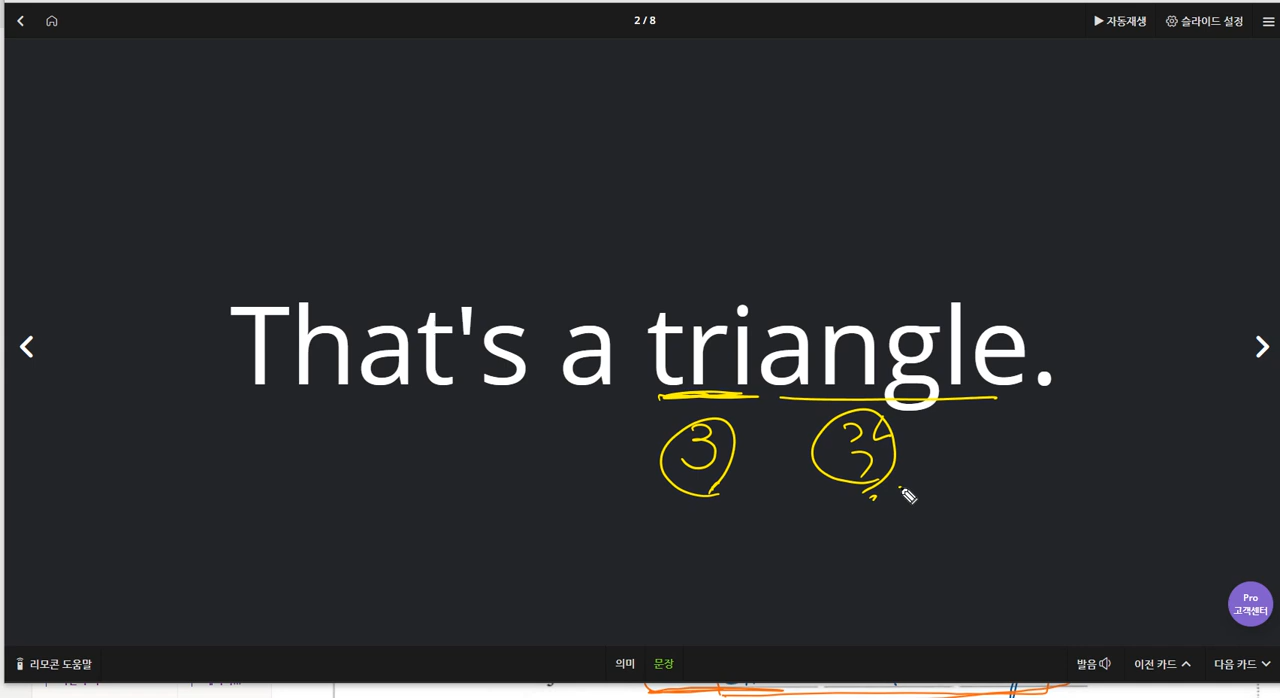 2 / 8
자동재생
슬라이드 설정
That's a triangle.
3
각
Pro
고객센터
리모콘 도움말
의미
문장
발음
이전 카드
다음 카드